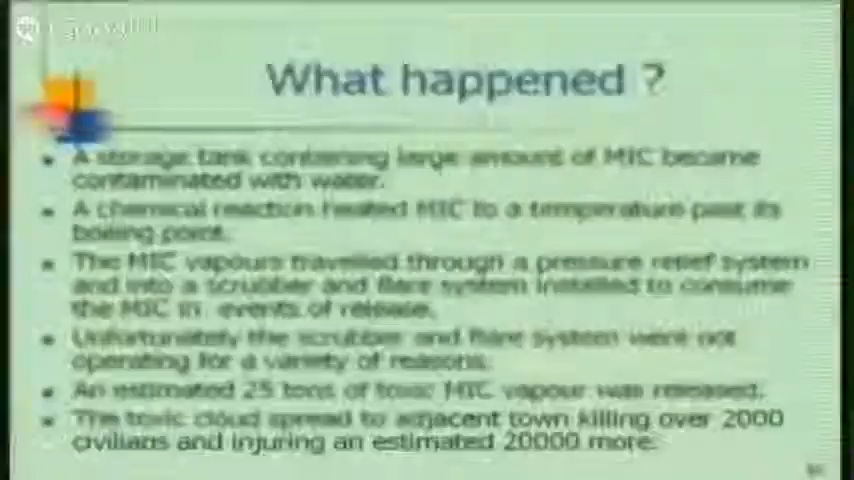 What happened ?
A storage tank containing large amount of MIC became
contaminated with water.
A chemical reaction heated MIC to a temperature past its
boiling point.
The MIC vapours travelled through a pressure relief system
and into a scrubber and flare system installed to consume
the MIC in events of release.
Unfortunately the scrubber and flare system were not
operating for a variety of reasons.
An estimated 25 tons of toxic MIC vapour was released.
The toxic cloud spread to adjacent town killing over 2000
civilians and injuring an estimated 20000 more.